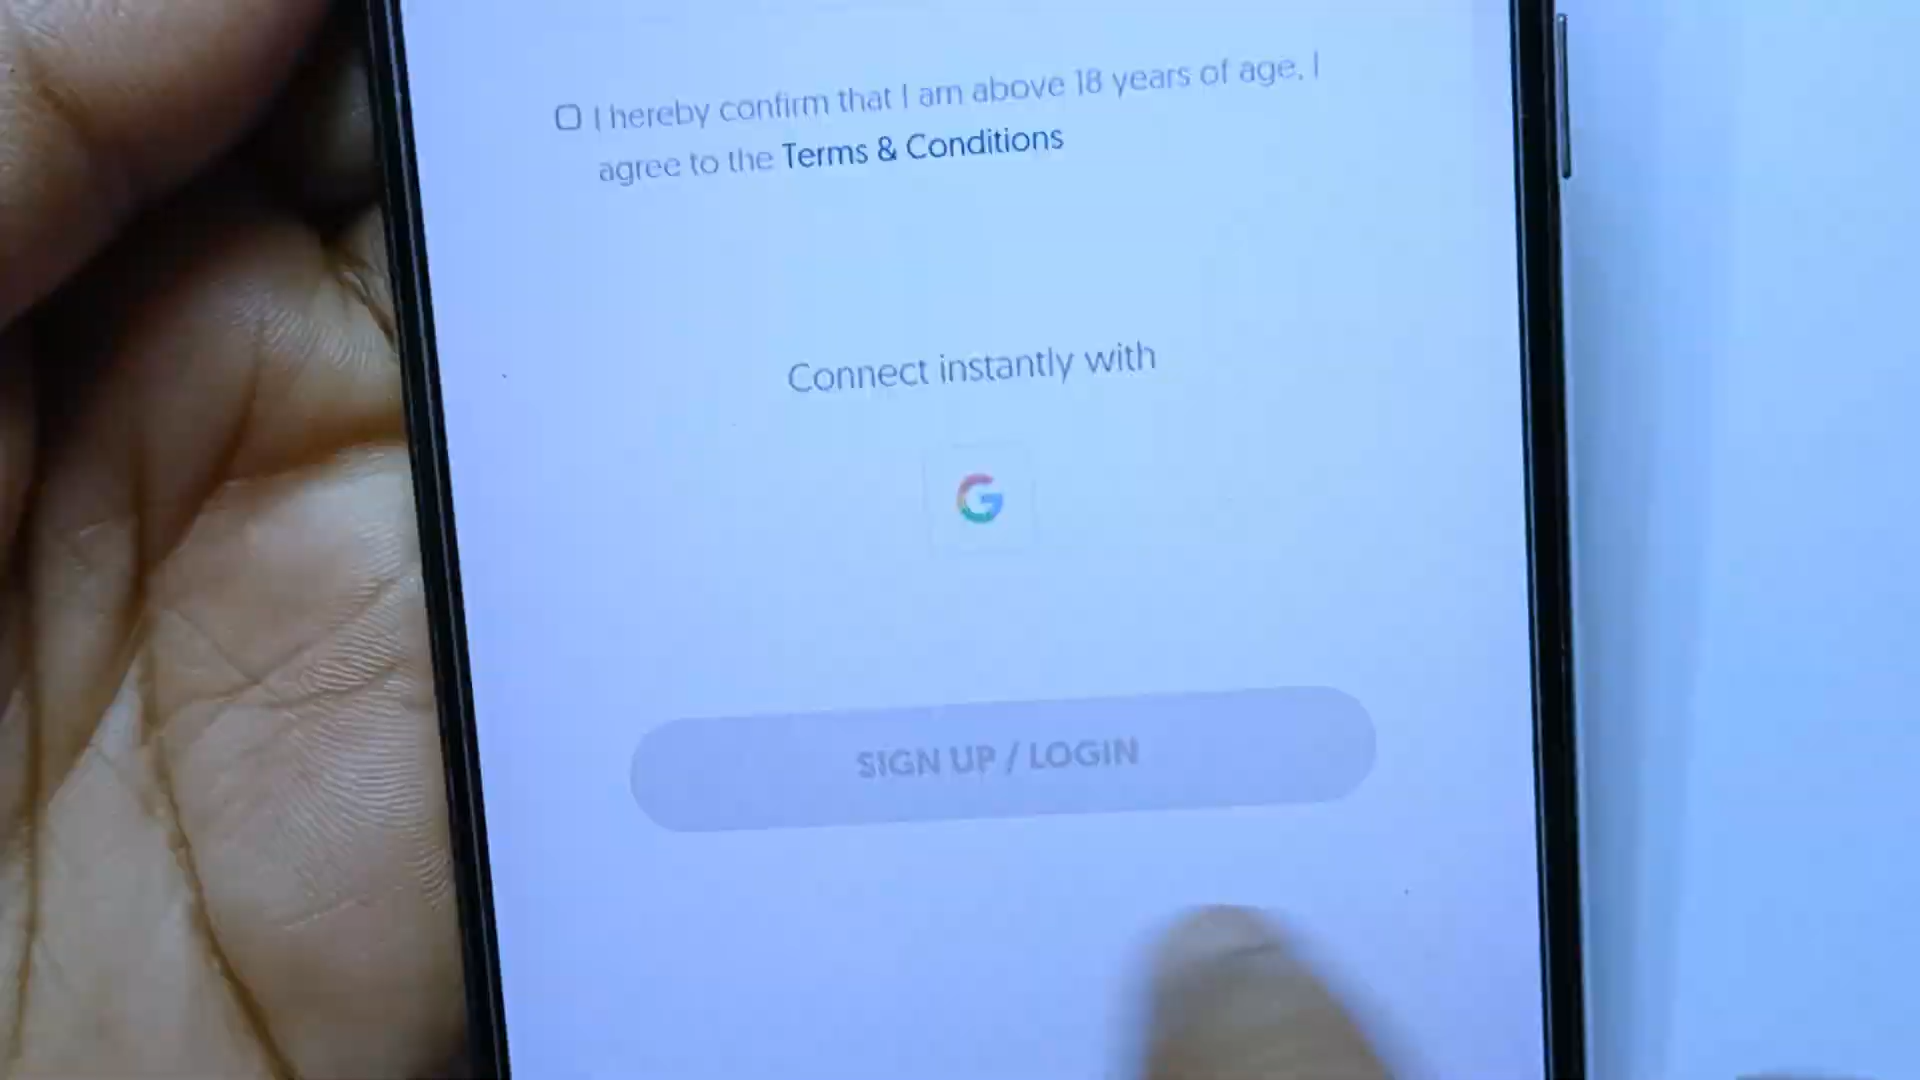 I hereby confirm that I am above 18 years of age, I
agree to the Terms & Conditions
Connect instantly with
G
SIGN UP / LOGIN